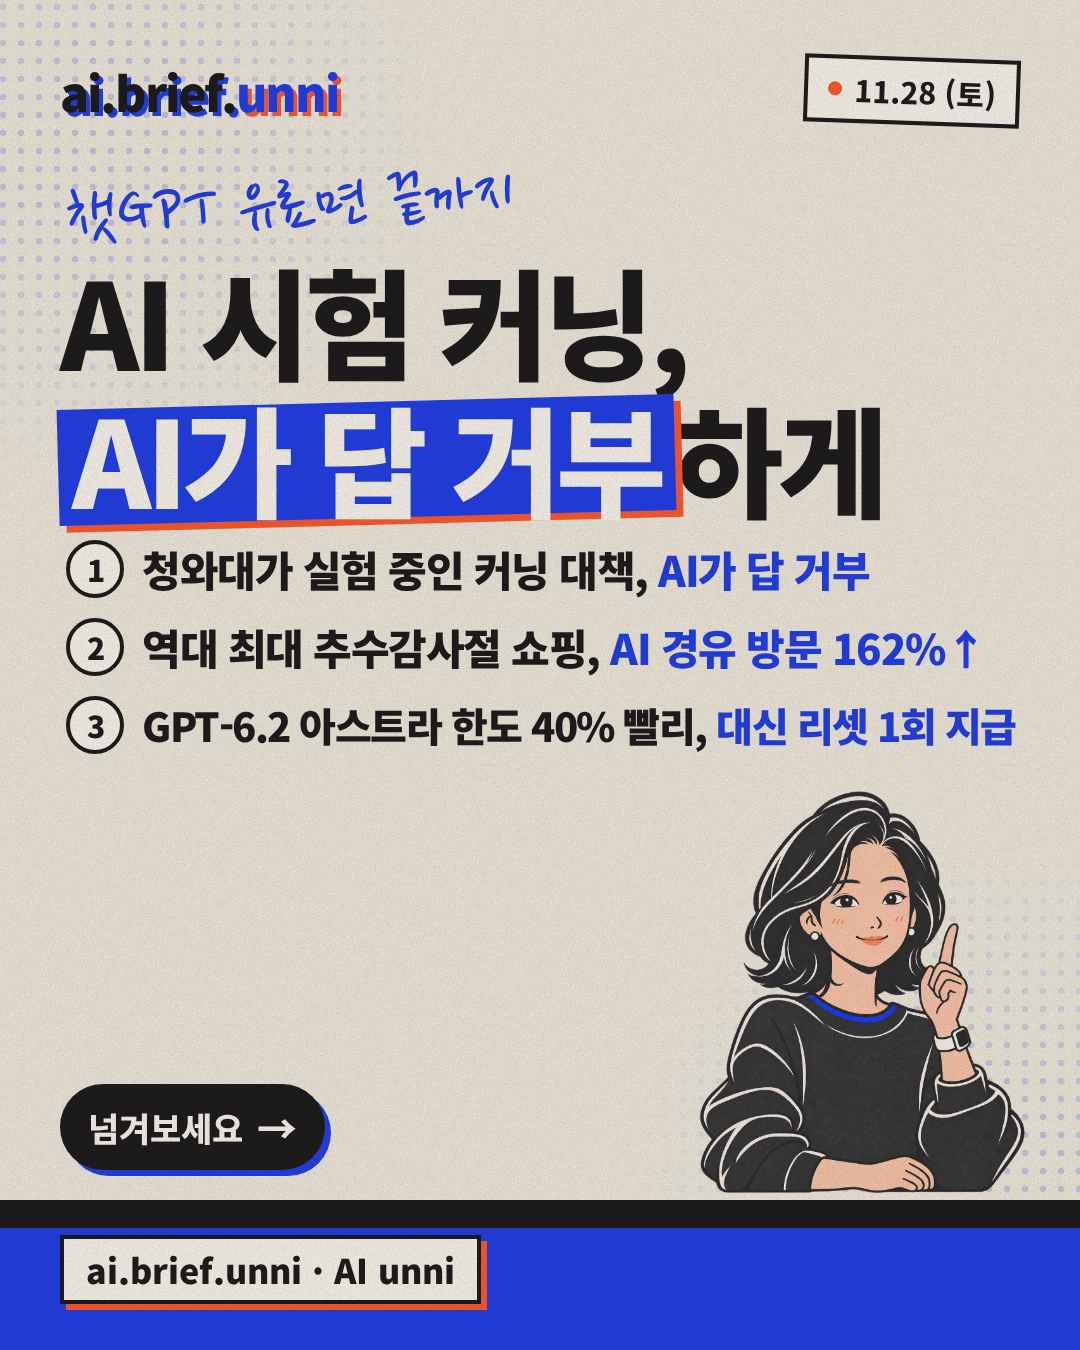 ai.brief.unni
11.28 (토)
챗GPT 유료면 끝까지
AI 시험 커닝,
AI가 답 거부하게
1 청와대가 실험 중인 커닝 대책, AI가 답 거부
2 역대 최대 추수감사절 쇼핑, AI 경유 방문 162%↑
3 GPT-6.2 아스트라 한도 40% 빨리, 대신 리셋 1회 지급
넘겨보세요 →
ai.brief.unni · AI unni